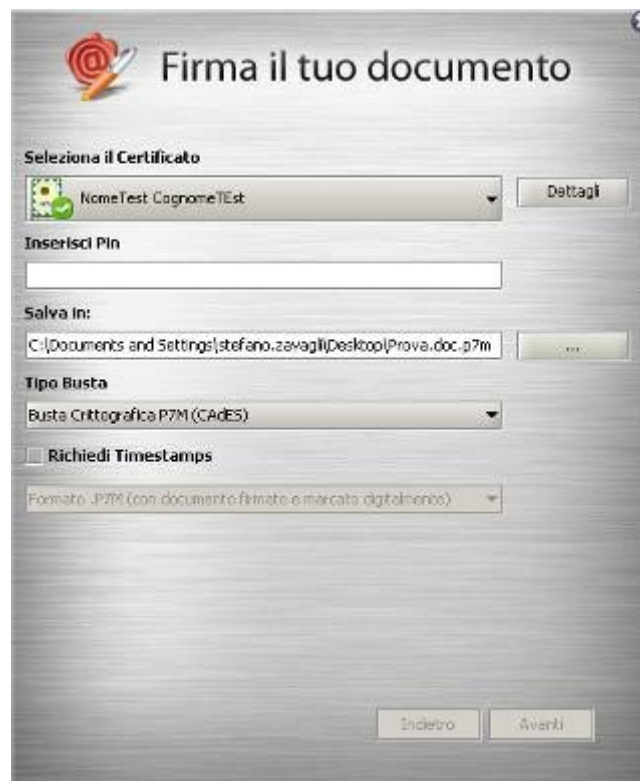 Firma il tuo documento
Seleziona il Certificato
NomeTest CognomeTEst
Dettagli
Inserisci Pin
Salva in:
C:\Documents and Settings\stefano.zavagli\Desktop\Prova.doc.p7m
...
Tipo Busta
Busta Crittografica P7M (CAdES)
Richiedi Timestamps
Formato .P7M (con documento firmato e marcato digitalmente)
Indietro
Avanti